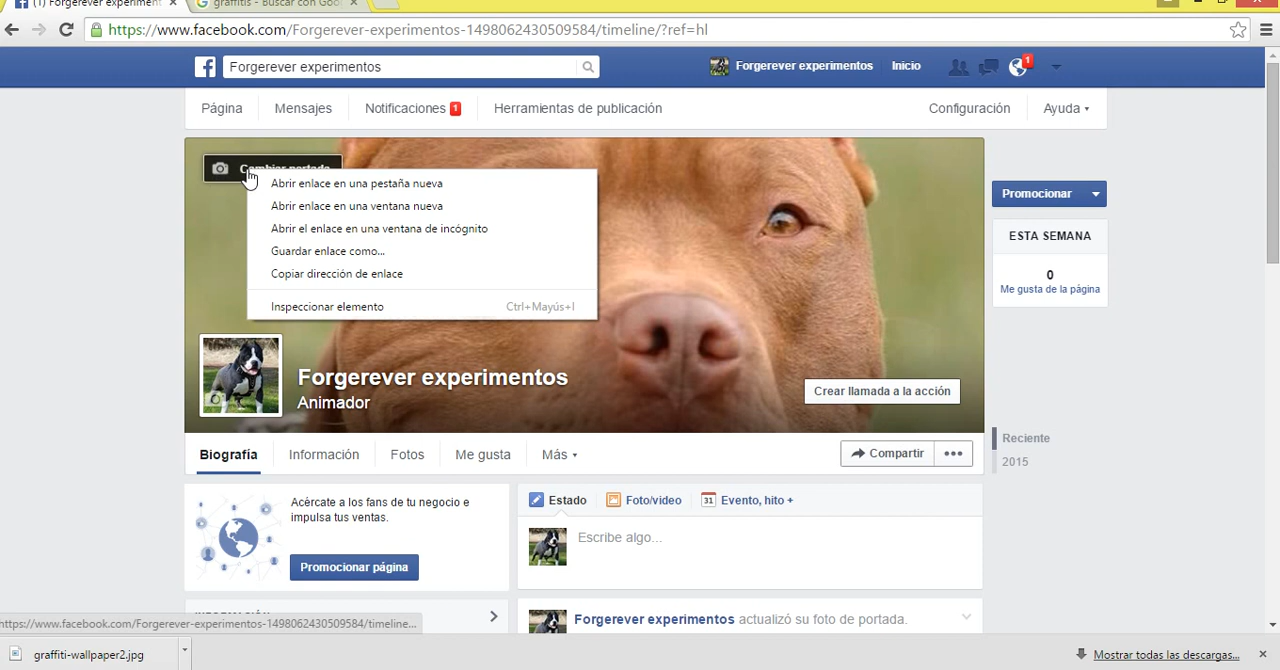 (1) Forgerever experiment
graffitis - Buscar con Goo
https://www.facebook.com/Forgerever-experimentos-1498062430509584/timeline/?ref=hl
Forgerever experimentos
Forgerever experimentos Inicio 1
Página Mensajes Notificaciones 1 Herramientas de publicación Configuración Ayuda
Cambiar portada
Abrir enlace en una pestaña nueva
Abrir enlace en una ventana nueva
Abrir el enlace en una ventana de incógnito
Guardar enlace como...
Copiar dirección de enlace
Inspeccionar elemento Ctrl+Mayús+I
Promocionar
ESTA SEMANA
0
Me gusta de la página
Forgerever experimentos
Animador
Crear llamada a la acción
Reciente
2015
Biografía Información Fotos Me gusta Más Compartir
Acércate a los fans de tu negocio e
impulsa tus ventas.
Promocionar página
Estado Foto/video 31 Evento, hito +
Escribe algo...
INFORMACIÓN
Forgerever experimentos actualizó su foto de portada.
https://www.facebook.com/Forgerever-experimentos-1498062430509584/timeline...
graffiti-wallpaper2.jpg
Mostrar todas las descargas...